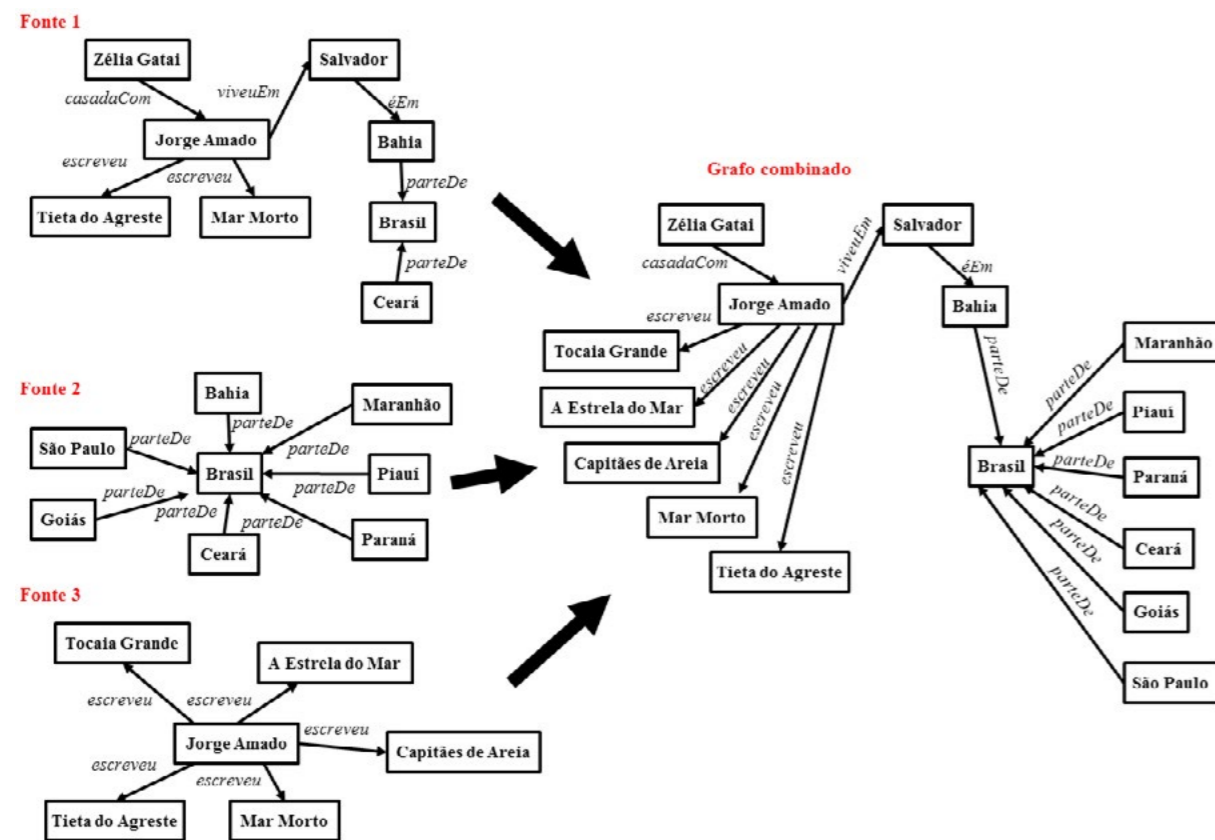 Fonte 1
Zélia Gatai
Salvador
casadaCom
viveuEm
éEm
Jorge Amado
Bahia
escreveu
escreveu
parteDe
Tieta do Agreste
Mar Morto
Brasil
parteDe
Ceará
Fonte 2
Bahia
Maranhão
parteDe
São Paulo
parteDe
parteDe
Brasil
Piauí
parteDe
parteDe
Goiás
parteDe
parteDe
Ceará
Paraná
Fonte 3
Tocaia Grande
A Estrela do Mar
escreveu
escreveu
Jorge Amado
escreveu
Capitães de Areia
escreveu
escreveu
Tieta do Agreste
Mar Morto
Grafo combinado
Zélia Gatai
Salvador
casadaCom
viveuEm
éEm
Jorge Amado
Bahia
escreveu
Tocaia Grande
escreveu
A Estrela do Mar
escreveu
Capitães de Areia
escreveu
Mar Morto
escreveu
Tieta do Agreste
parteDe
Maranhão
parteDe
Piauí
parteDe
Brasil
parteDe
Paraná
parteDe
Ceará
parteDe
Goiás
parteDe
São Paulo